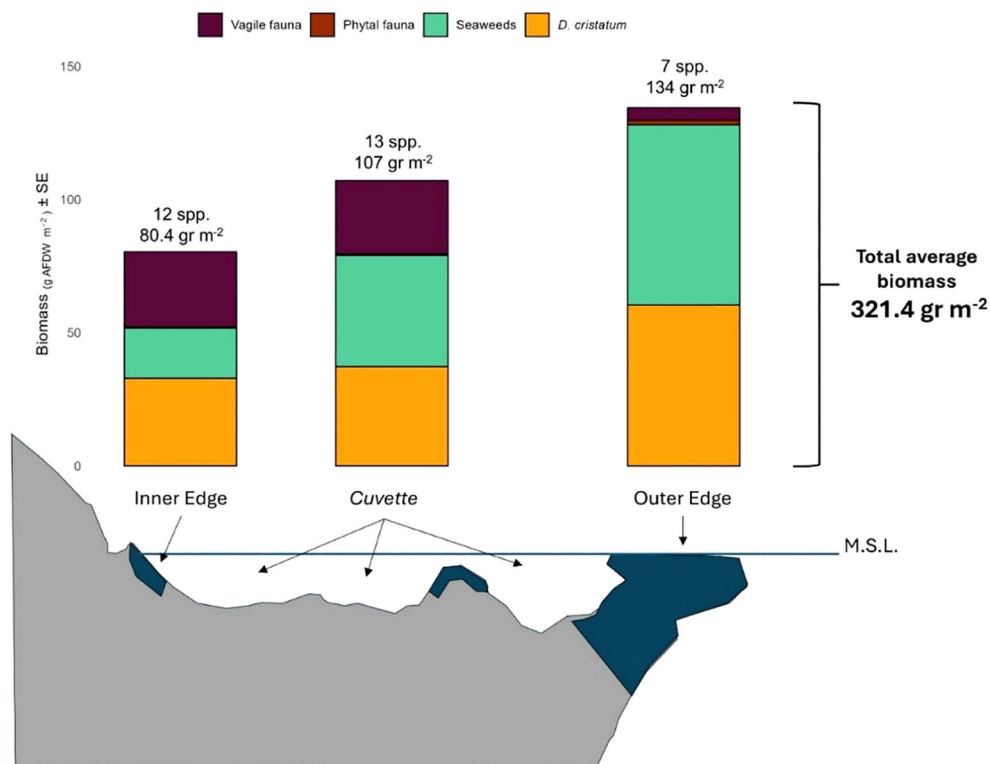 Vagile fauna Phytal fauna Seaweeds D. cristatum
150
100
50
0
Biomass (g AFDW m⁻²) ± SE
12 spp.
80.4 gr m⁻²
13 spp.
107 gr m⁻²
7 spp.
134 gr m⁻²
Total average
biomass
321.4 gr m⁻²
Inner Edge
Cuvette
Outer Edge
M.S.L.